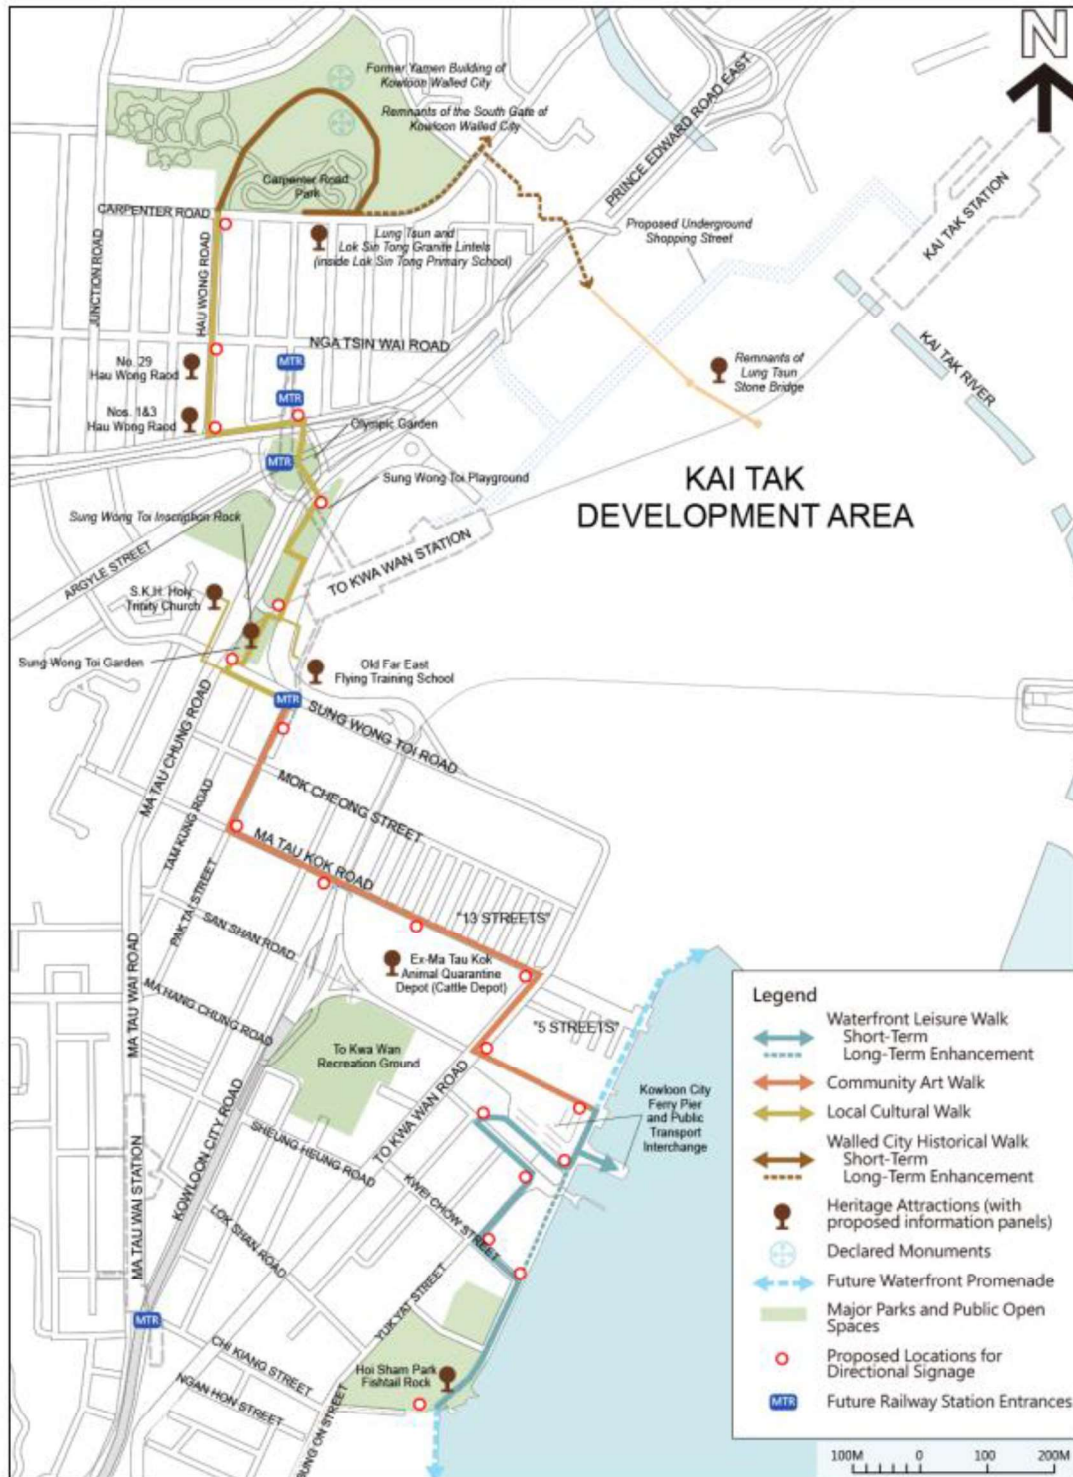 N
Former Yamen Building of
Kowloon Walled City
Remnants of the South Gate of
Kowloon Walled City
PRINCE EDWARD ROAD EAST
Carpenter Road
Park
CARPENTER ROAD
Proposed Underground
Shopping Street
KAI TAK STATION
Lung Tsun and
Lok Sin Tong Granite Lintels
(inside Lok Sin Tong Primary School)
JUNCTION ROAD
HAU WONG ROAD
NGA TSIN WAI ROAD
KAI TAK RIVER
No. 29
Hau Wong Raod
MTR
Remnants of
Lung Tsun
Stone Bridge
MTR
Nos. 1&3
Hau Wong Raod
Olympic Garden
MTR
Sung Wong Toi Playground
KAI TAK
DEVELOPMENT AREA
Sung Wong Toi Inscription Rock
ARGYLE STREET
TO KWA WAN STATION
S.K.H. Holy
Trinity Church
Sung Wong Toi Garden
Old Far East
Flying Training School
MTR
SUNG WONG TOI ROAD
MA TAU CHUNG ROAD
MOK CHEONG STREET
TAM KUNG ROAD
MA TAU KOK ROAD
PAK TAI STREET
SAN SHAN ROAD
"13 STREETS"
MA TAU WAI ROAD
Ex-Ma Tau Kok
Animal Quarantine
Depot (Cattle Depot)
MA HANG CHUNG ROAD
"5 STREETS"
To Kwa Wan
Recreation Ground
TO KWA WAN ROAD
Kowloon City
Ferry Pier
and Public
Transport
Interchange
KOWLOON CITY ROAD
SHEUNG HEUNG ROAD
MA TAU WAI STATION
KWEI CHOW STREET
LOK SHAN ROAD
YUK YAT STREET
MTR
CHI KIANG STREET
Hoi Sham Park
Fishtail Rock
NGAN HON STREET
SUNG ON STREET
Legend
Waterfront Leisure Walk
Short-Term
Long-Term Enhancement
Community Art Walk
Local Cultural Walk
Walled City Historical Walk
Short-Term
Long-Term Enhancement
Heritage Attractions (with
proposed information panels)
Declared Monuments
Future Waterfront Promenade
Major Parks and Public Open
Spaces
Proposed Locations for
Directional Signage
MTR Future Railway Station Entrances
100M 0 100 200M